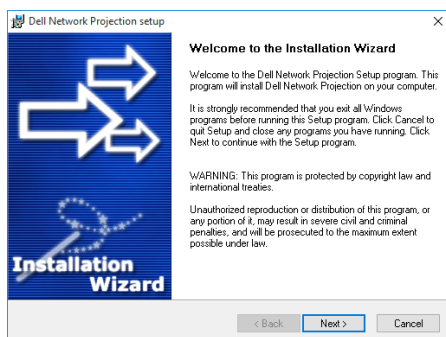 Dell Network Projection setup
Welcome to the Installation Wizard
Welcome to the Dell Network Projection Setup program. This
program will install Dell Network Projection on your computer.
It is strongly recommended that you exit all Windows
programs before running this Setup program. Click Cancel to
quit Setup and close any programs you have running. Click
Next to continue with the Setup program.
WARNING: This program is protected by copyright law and
international treaties.
Unauthorized reproduction or distribution of this program, or
any portion of it, may result in severe civil and criminal
penalties, and will be prosecuted to the maximum extent
possible under law.
Installation
Wizard
< Back Next > Cancel